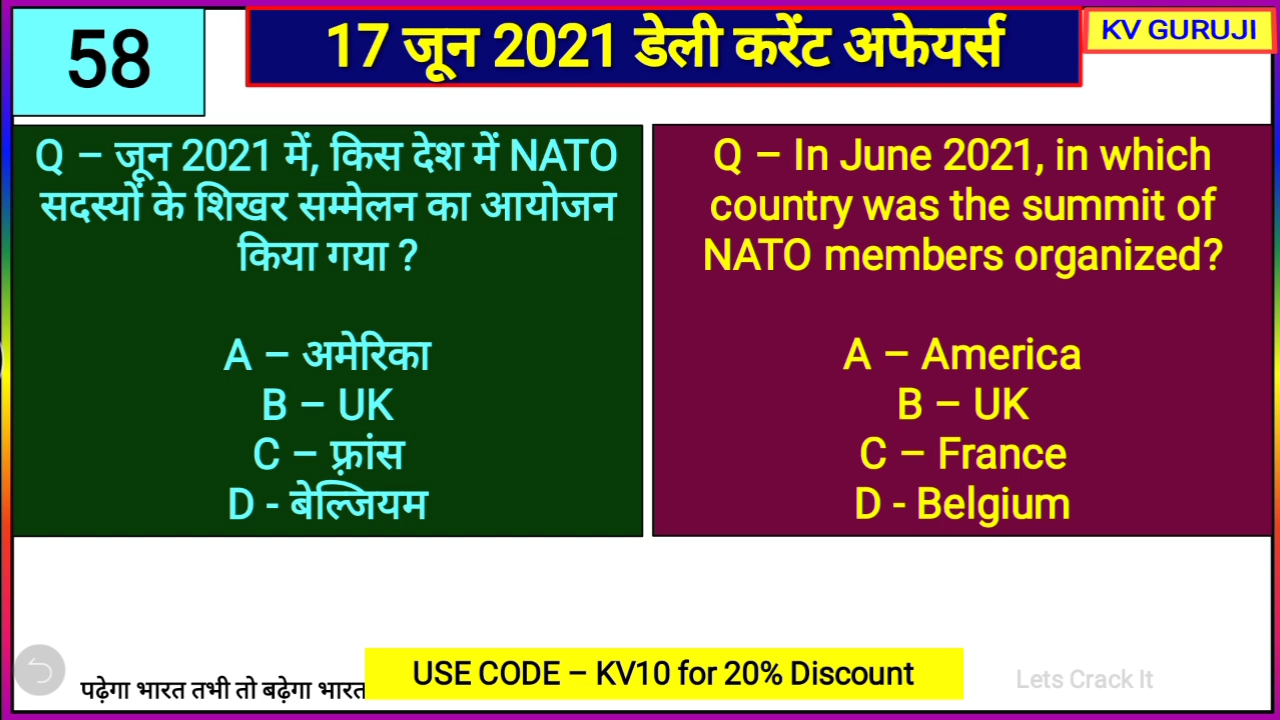 58
17 जून 2021 डेली करेंट अफेयर्स
KV GURUJI
Q – जून 2021 में, किस देश में NATO
सदस्यों के शिखर सम्मेलन का आयोजन
किया गया ?
A – अमेरिका
B – UK
C – फ़्रांस
D - बेल्जियम
Q – In June 2021, in which
country was the summit of
NATO members organized?
A – America
B – UK
C – France
D - Belgium
पढ़ेगा भारत तभी तो बढ़ेगा भारत
USE CODE – KV10 for 20% Discount
Lets Crack It